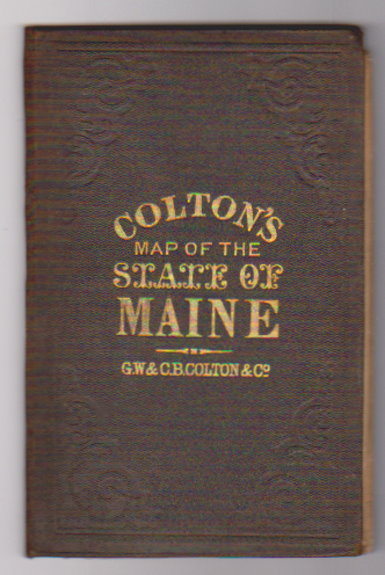 COLTON'S
MAP OF THE
STATE OF
MAINE
G.W. & C.B. COLTON & Cº